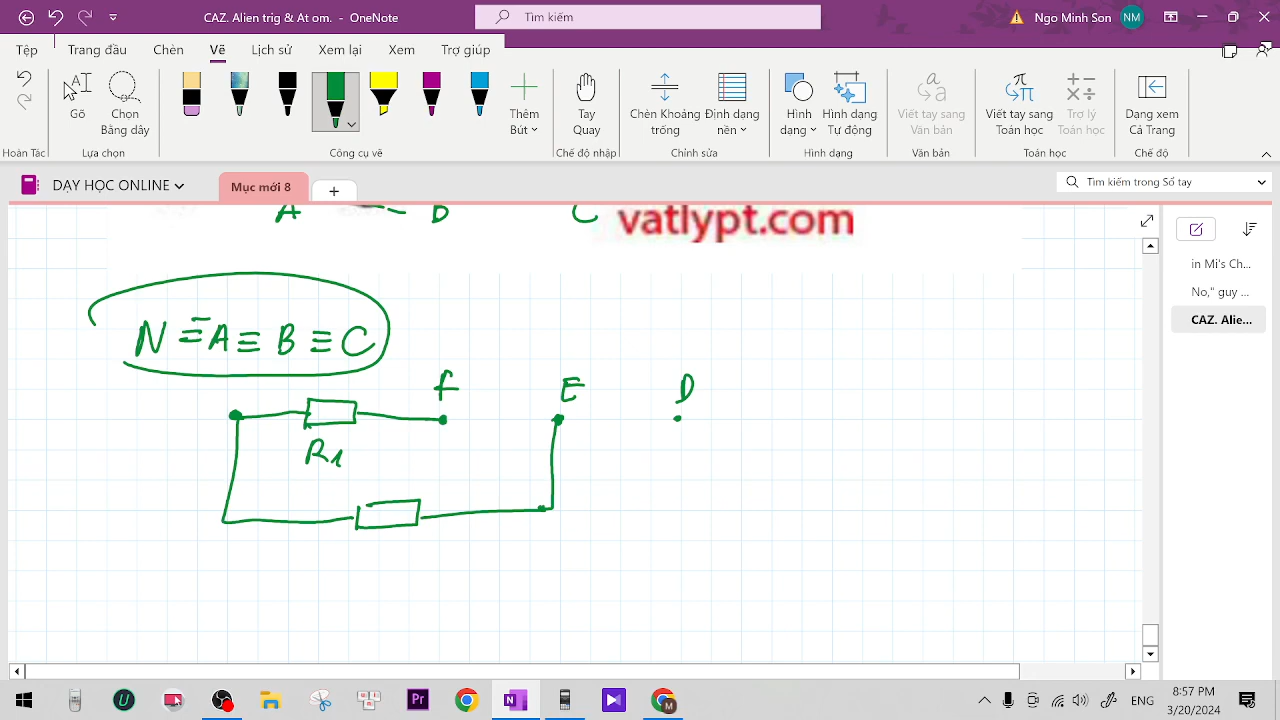 CAZ. Alien at Atom. - OneNote
Tìm kiếm
Ngo Minh Son
NM
Tệp
Trang đầu
Chèn
Vẽ
Lịch sử
Xem lại
Xem
Trợ giúp
Gõ
Chọn Bảng dây
Thêm Bút
Tay Quay
Chèn Khoảng trống
Định dạng nền
Hình dạng
Hình dạng Tự động
Viết tay sang Văn bản
Viết tay sang Toán học
Trợ lý Toán học
Dạng xem Cả Trang
Hoàn Tác
Lựa chọn
Công cụ vẽ
Chế độ nhập
Chỉnh sửa
Hình dạng
Văn bản
Toán học
Chế độ
DẠY HỌC ONLINE
Mục mới 8
+
Tìm kiếm trong Sổ tay
A
C
vatlypt.com
in Mi's Ch...
No," guy ...
CAZ. Alie...
N ≡ A ≡ B ≡ C
F
E
D
R1
ENG
8:57 PM
3/20/2024